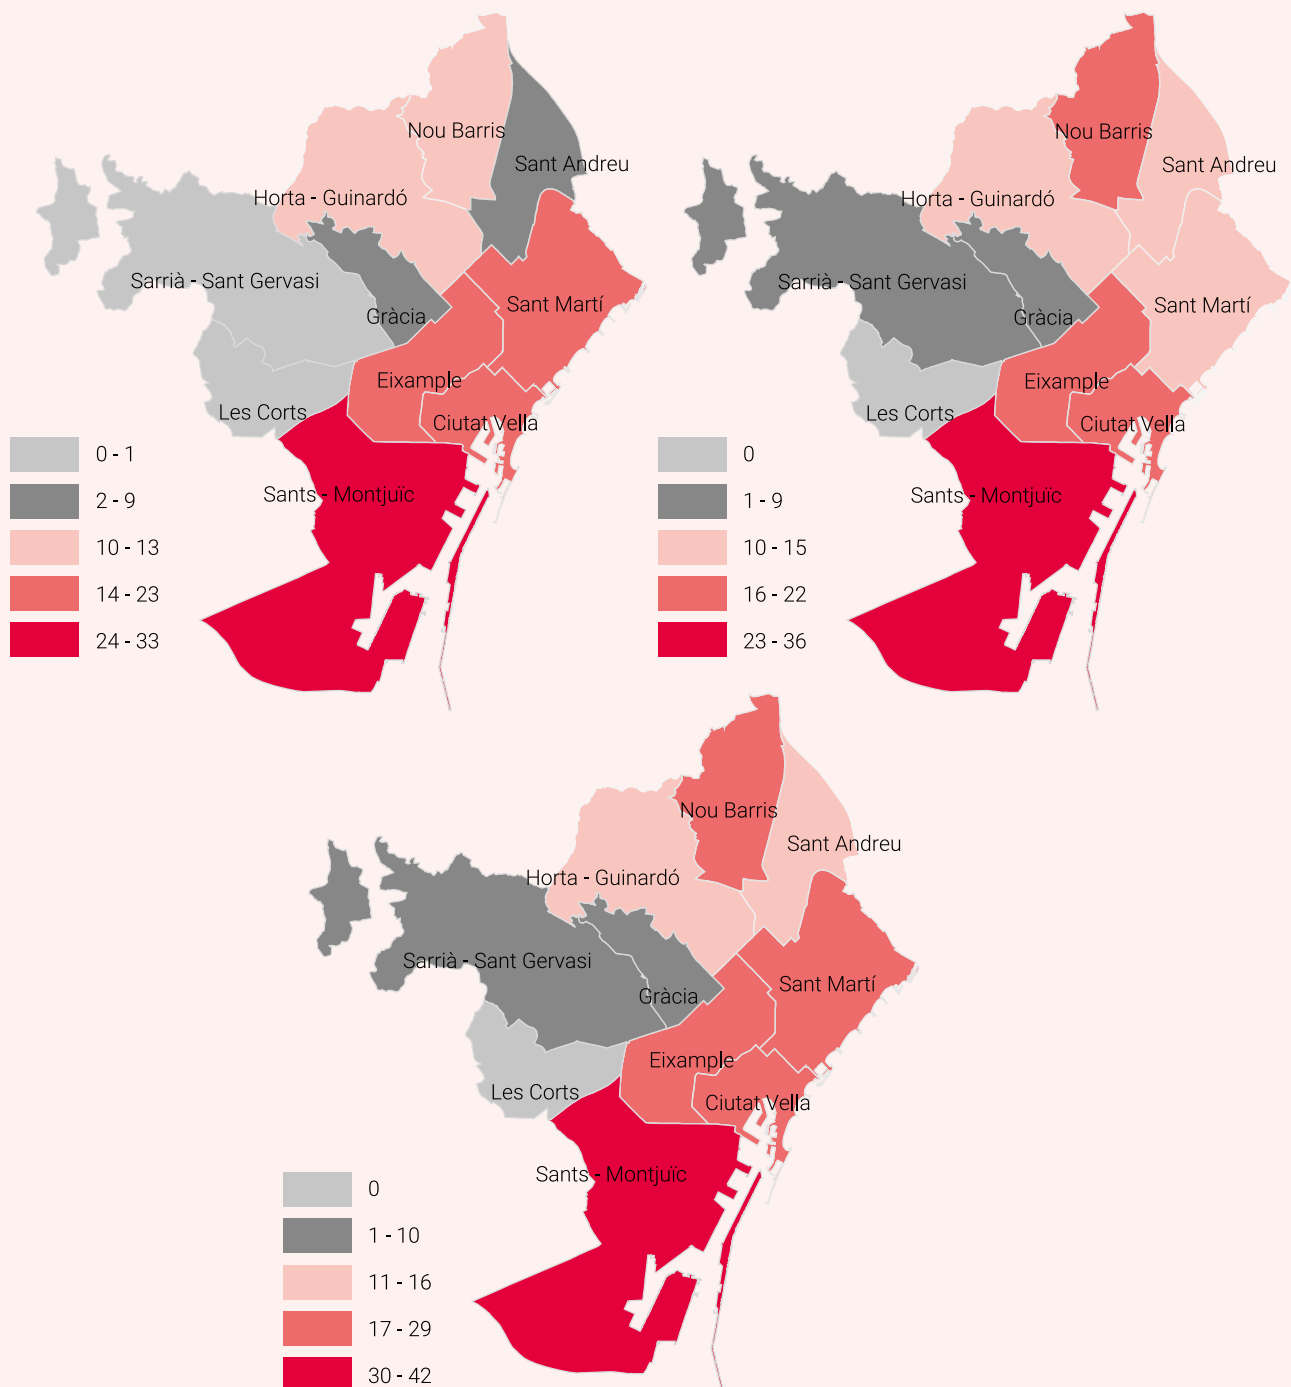 Nou Barris
Sant Andreu
Horta - Guinardó
Sarrià - Sant Gervasi
Sant Martí
Gràcia
Eixample
Les Corts
Ciutat Vella
Sants - Montjuïc
0 - 1
2 - 9
10 - 13
14 - 23
24 - 33
Nou Barris
Sant Andreu
Horta - Guinardó
Sarrià - Sant Gervasi
Sant Martí
Gràcia
Eixample
Les Corts
Ciutat Vella
Sants - Montjuïc
0
1 - 9
10 - 15
16 - 22
23 - 36
Nou Barris
Sant Andreu
Horta - Guinardó
Sarrià - Sant Gervasi
Sant Martí
Gràcia
Eixample
Les Corts
Ciutat Vella
Sants - Montjuïc
0
1 - 10
11 - 16
17 - 29
30 - 42